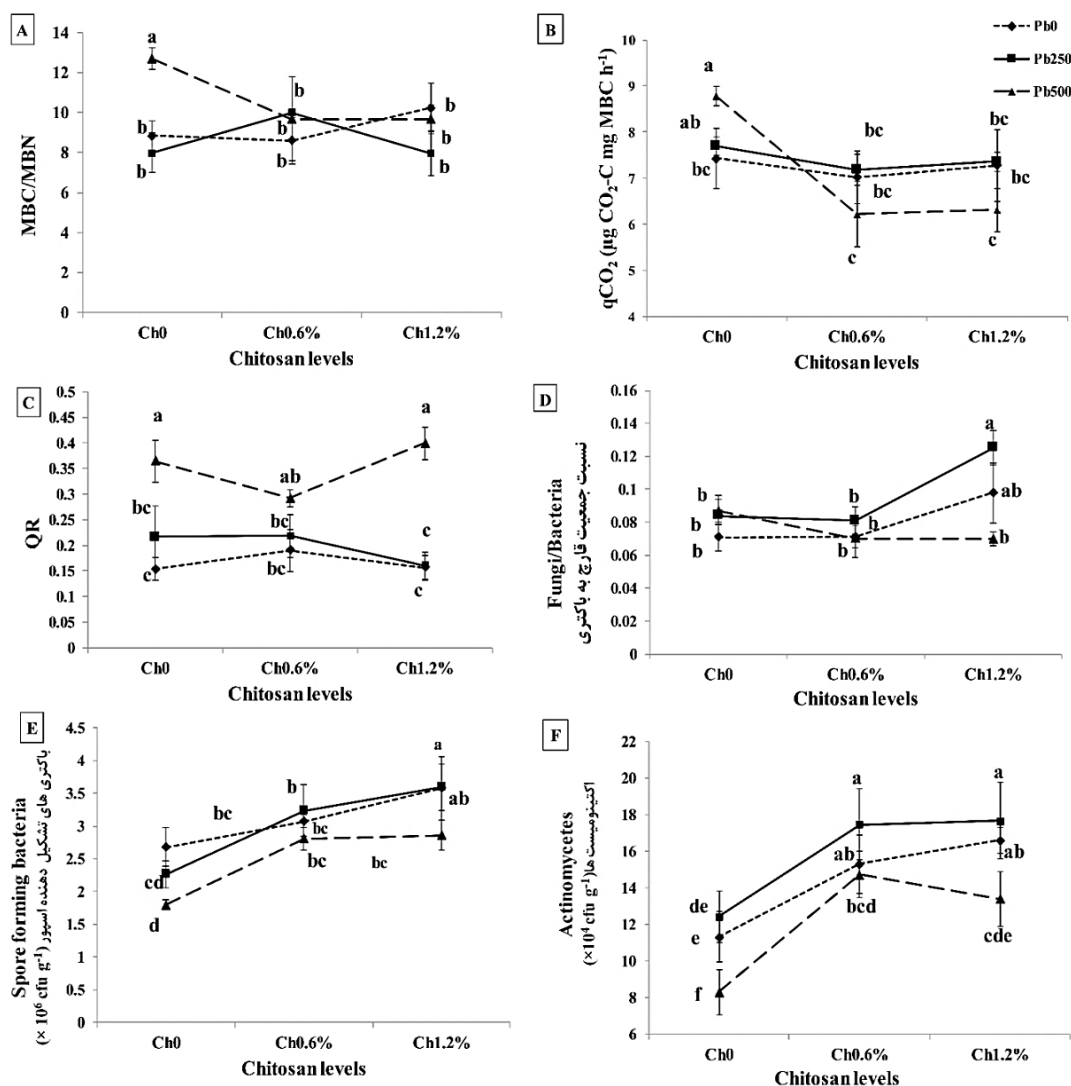 A
MBC/MBN
14
12
10
8
6
4
2
0
a
b
b
b
b
b
b
b
b
Ch0
Ch0.6%
Ch1.2%
Chitosan levels
B
qCO₂ (µg CO₂-C mg MBC h⁻¹)
10
9
8
7
6
5
4
a
ab
bc
bc
bc
c
bc
bc
c
Ch0
Ch0.6%
Ch1.2%
Chitosan levels
Pb0
Pb250
Pb500
C
QR
0.5
0.45
0.4
0.35
0.3
0.25
0.2
0.15
0.1
0.05
0
a
bc
c
ab
bc
bc
a
c
c
Ch0
Ch0.6%
Ch1.2%
Chitosan levels
D
Fungi/Bacteria
نسبت جمعیت قارچ به باکتری
0.16
0.14
0.12
0.1
0.08
0.06
0.04
0.02
0
b
b
b
b
b
b
a
ab
b
Ch0
Ch0.6%
Ch1.2%
Chitosan levels
E
Spore forming bacteria
باکتری های تشکیل دهنده اسپور (× 10⁶ cfu g⁻¹)
4.5
4
3.5
3
2.5
2
1.5
1
0.5
0
bc
cd
d
b
bc
bc
a
ab
bc
Ch0
Ch0.6%
Ch1.2%
Chitosan levels
F
Actinomycetes
اکتینومیست ها (×10⁴ cfu g⁻¹)
22
20
18
16
14
12
10
8
6
de
e
f
a
ab
bcd
a
ab
cde
Ch0
Ch0.6%
Ch1.2%
Chitosan levels